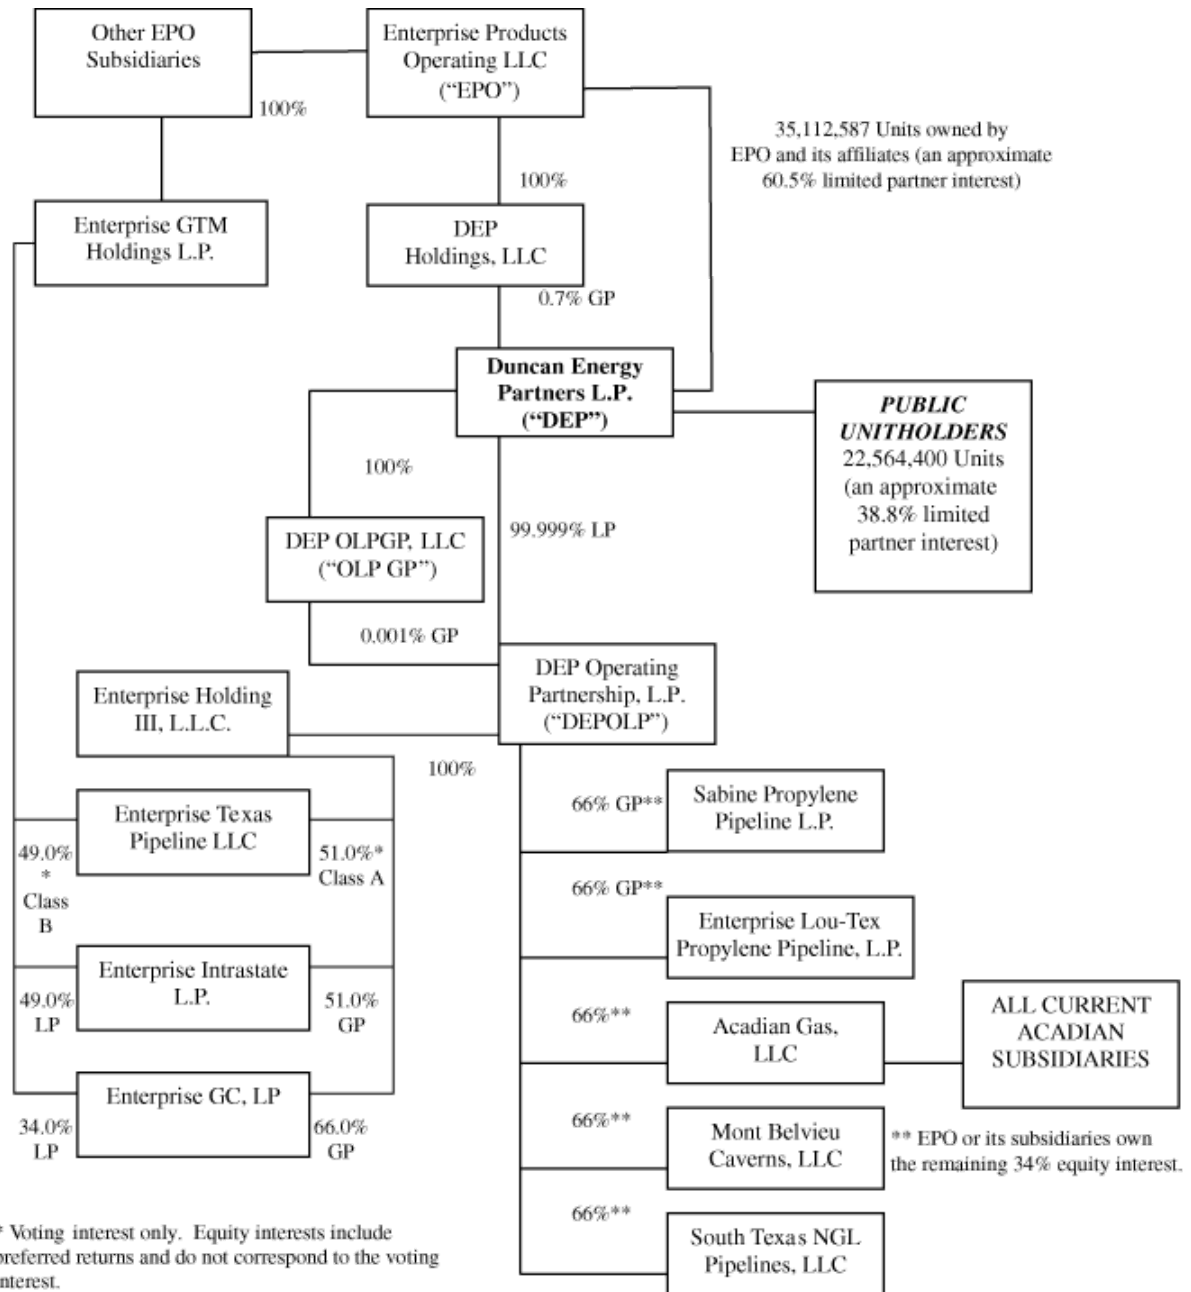 Other EPO
Subsidiaries
Enterprise Products
Operating LLC
(“EPO”)
100%
35,112,587 Units owned by
EPO and its affiliates (an approximate
60.5% limited partner interest)
100%
Enterprise GTM
Holdings L.P.
DEP
Holdings, LLC
0.7% GP
Duncan Energy
Partners L.P.
(“DEP”)
PUBLIC
UNITHOLDERS
22,564,400 Units
(an approximate
38.8% limited
partner interest)
100%
99.999% LP
DEP OLPGP, LLC
(“OLP GP”)
0.001% GP
DEP Operating
Partnership, L.P.
(“DEPOLP”)
Enterprise Holding
III, L.L.C.
100%
Enterprise Texas
Pipeline LLC
49.0%
*
Class
B
51.0%*
Class A
Enterprise Intrastate
L.P.
49.0%
LP
51.0%
GP
Enterprise GC, LP
34.0%
LP
66.0%
GP
66% GP**
Sabine Propylene
Pipeline L.P.
66% GP**
Enterprise Lou-Tex
Propylene Pipeline, L.P.
66%**
Acadian Gas,
LLC
ALL CURRENT
ACADIAN
SUBSIDIARIES
66%**
Mont Belvieu
Caverns, LLC
** EPO or its subsidiaries own
the remaining 34% equity interest.
66%**
South Texas NGL
Pipelines, LLC
* Voting interest only. Equity interests include
preferred returns and do not correspond to the voting
interest.